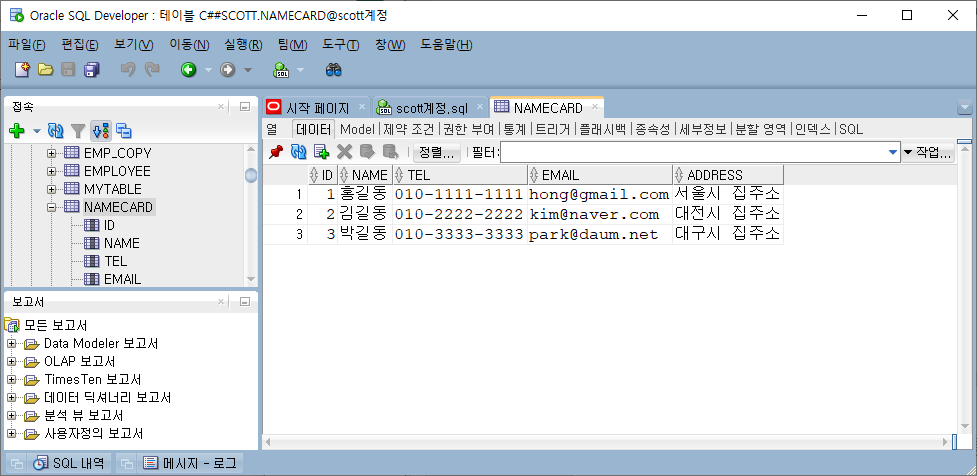 Oracle SQL Developer : 테이블 C##SCOTT.NAMECARD@scott계정
파일(F) 편집(E) 보기(V) 이동(N) 실행(R) 팀(M) 도구(T) 창(W) 도움말(H)
접속
EMP_COPY
EMPLOYEE
MYTABLE
NAMECARD
ID
NAME
TEL
EMAIL
보고서
모든 보고서
Data Modeler 보고서
OLAP 보고서
TimesTen 보고서
데이터 딕셔너리 보고서
분석 뷰 보고서
사용자정의 보고서
시작 페이지 scott계정.sql NAMECARD
열 데이터 Model 제약 조건 권한 부여 통계 트리거 플래시백 종속성 세부정보 분할 영역 인덱스 SQL
정렬... 필터: 작업...
ID NAME TEL EMAIL ADDRESS
1 1 홍길동 010-1111-1111 hong@gmail.com 서울시 집주소
2 2 김길동 010-2222-2222 kim@naver.com 대전시 집주소
3 3 박길동 010-3333-3333 park@daum.net 대구시 집주소
SQL 내역 메시지 - 로그